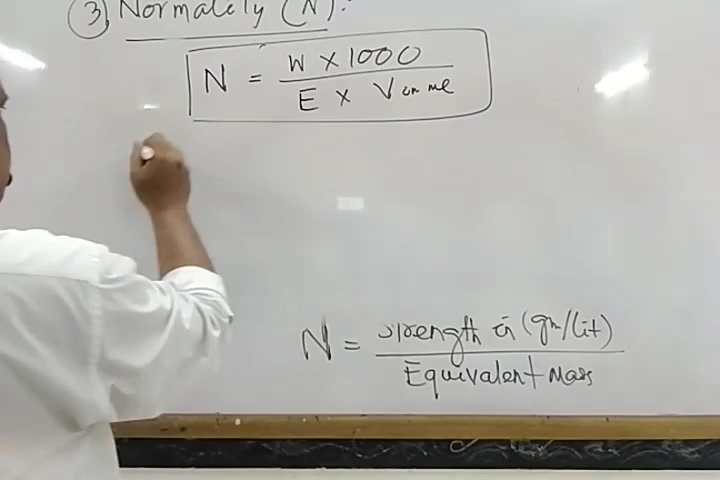 ③ Normality (N):
N = W × 1000 / E × V in ml
N = strength in (gm/lit) / Equivalent Mass